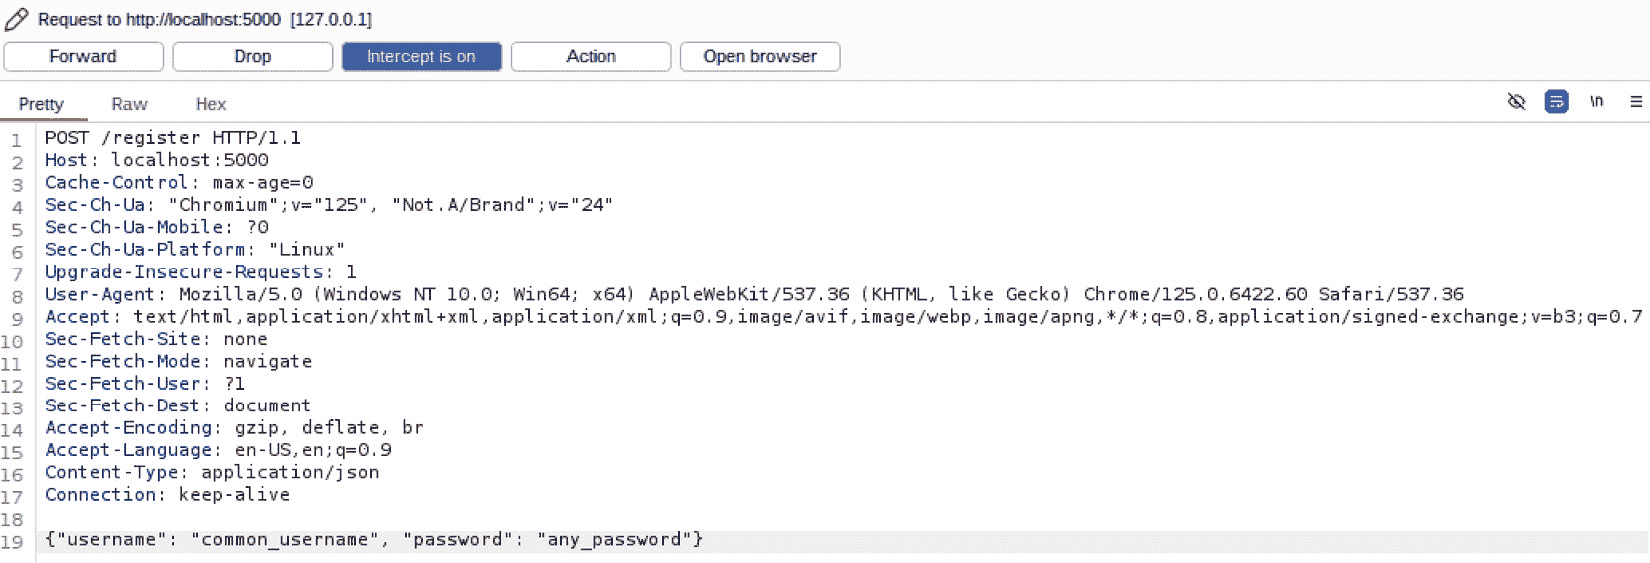 Request to http://localhost:5000 [127.0.0.1]
Forward Drop Intercept is on Action Open browser
Pretty Raw Hex \n
1 POST /register HTTP/1.1
2 Host: localhost:5000
3 Cache-Control: max-age=0
4 Sec-Ch-Ua: "Chromium";v="125", "Not.A/Brand";v="24"
5 Sec-Ch-Ua-Mobile: ?0
6 Sec-Ch-Ua-Platform: "Linux"
7 Upgrade-Insecure-Requests: 1
8 User-Agent: Mozilla/5.0 (Windows NT 10.0; Win64; x64) AppleWebKit/537.36 (KHTML, like Gecko) Chrome/125.0.6422.60 Safari/537.36
9 Accept: text/html,application/xhtml+xml,application/xml;q=0.9,image/avif,image/webp,image/apng,*/*;q=0.8,application/signed-exchange;v=b3;q=0.7
10 Sec-Fetch-Site: none
11 Sec-Fetch-Mode: navigate
12 Sec-Fetch-User: ?1
13 Sec-Fetch-Dest: document
14 Accept-Encoding: gzip, deflate, br
15 Accept-Language: en-US,en;q=0.9
16 Content-Type: application/json
17 Connection: keep-alive
18
19 {"username": "common_username", "password": "any_password"}